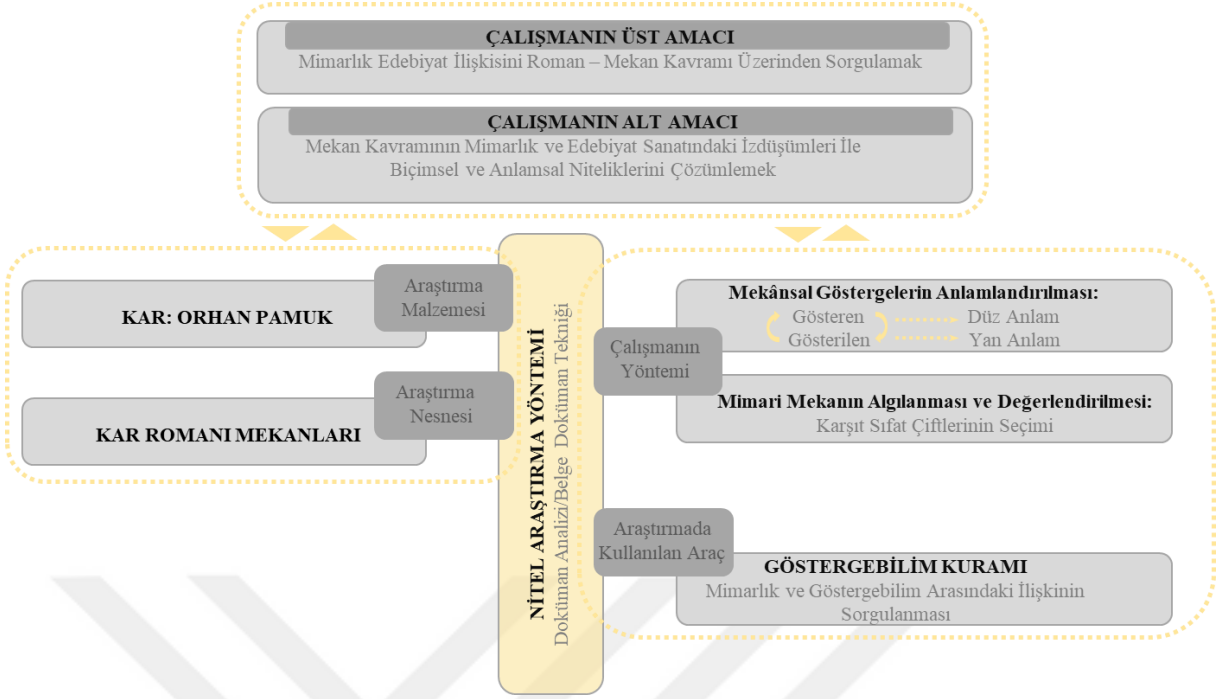 ÇALIŞMANIN ÜST AMACI
Mimarlık Edebiyat İlişkisini Roman – Mekan Kavramı Üzerinden Sorgulamak
ÇALIŞMANIN ALT AMACI
Mekan Kavramının Mimarlık ve Edebiyat Sanatındaki İzdüşümleri İle
Biçimsel ve Anlamsal Niteliklerini Çözümlemek
Araştırma
Malzemesi
KAR: ORHAN PAMUK
Araştırma
Nesnesi
KAR ROMANI MEKANLARI
NİTEL ARAŞTIRMA YÖNTEMİ
Doküman Analizi/Belge Doküman Tekniği
Çalışmanın
Yöntemi
Mekânsal Göstergelerin Anlamlandırılması:
Gösteren Düz Anlam
Gösterilen Yan Anlam
Mimari Mekanın Algılanması ve Değerlendirilmesi:
Karşıt Sıfat Çiftlerinin Seçimi
Araştırmada
Kullanılan Araç
GÖSTERGEBİLİM KURAMI
Mimarlık ve Göstergebilim Arasındaki İlişkinin
Sorgulanması